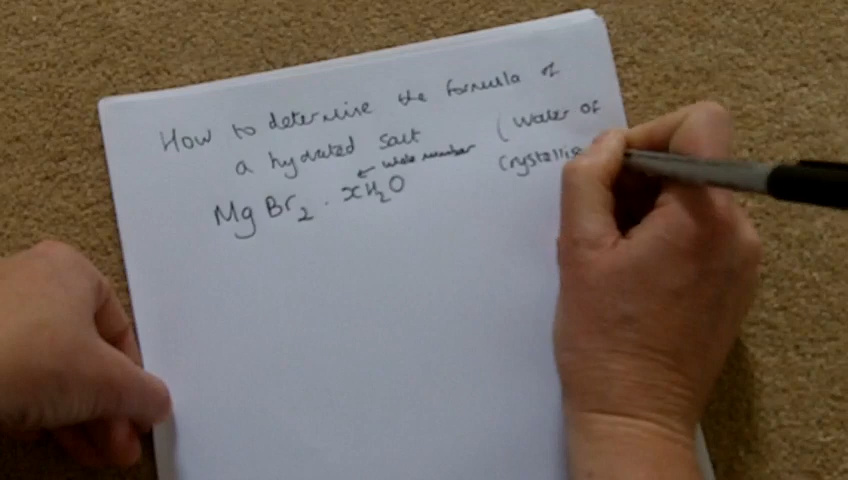 How to determine the formula of
a hydrated salt (water of
← whole number crystallis
MgBr₂ . xH₂O